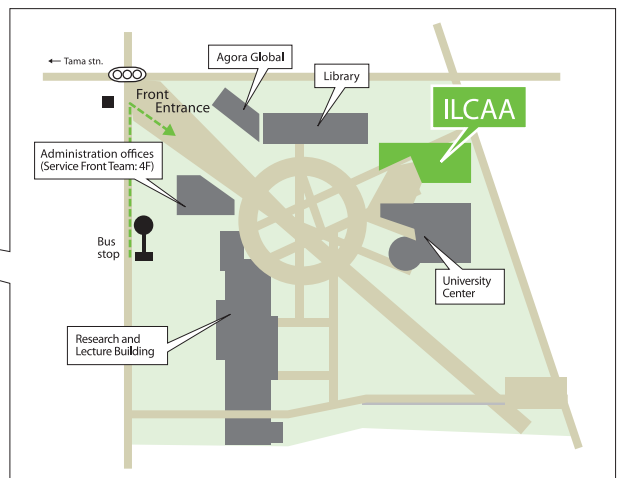 ← Tama stn.
Agora Global
Library
ILCAA
Front
Entrance
Administration offices
(Service Front Team: 4F)
Bus
stop
University
Center
Research and
Lecture Building